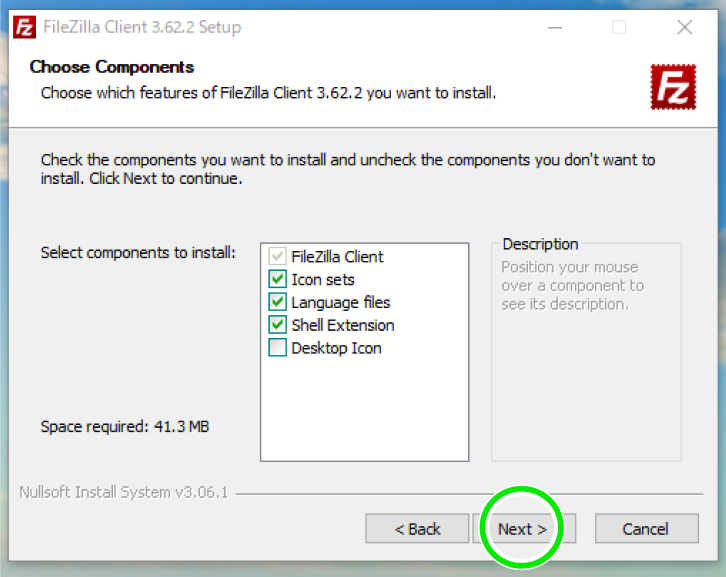 FileZilla Client 3.62.2 Setup
Choose Components
Choose which features of FileZilla Client 3.62.2 you want to install.
Fz
Check the components you want to install and uncheck the components you don't want to
install. Click Next to continue.
Select components to install:
FileZilla Client
Icon sets
Language files
Shell Extension
Desktop Icon
Description
Position your mouse
over a component to
see its description.
Space required: 41.3 MB
Nullsoft Install System v3.06.1
< Back
Next >
Cancel